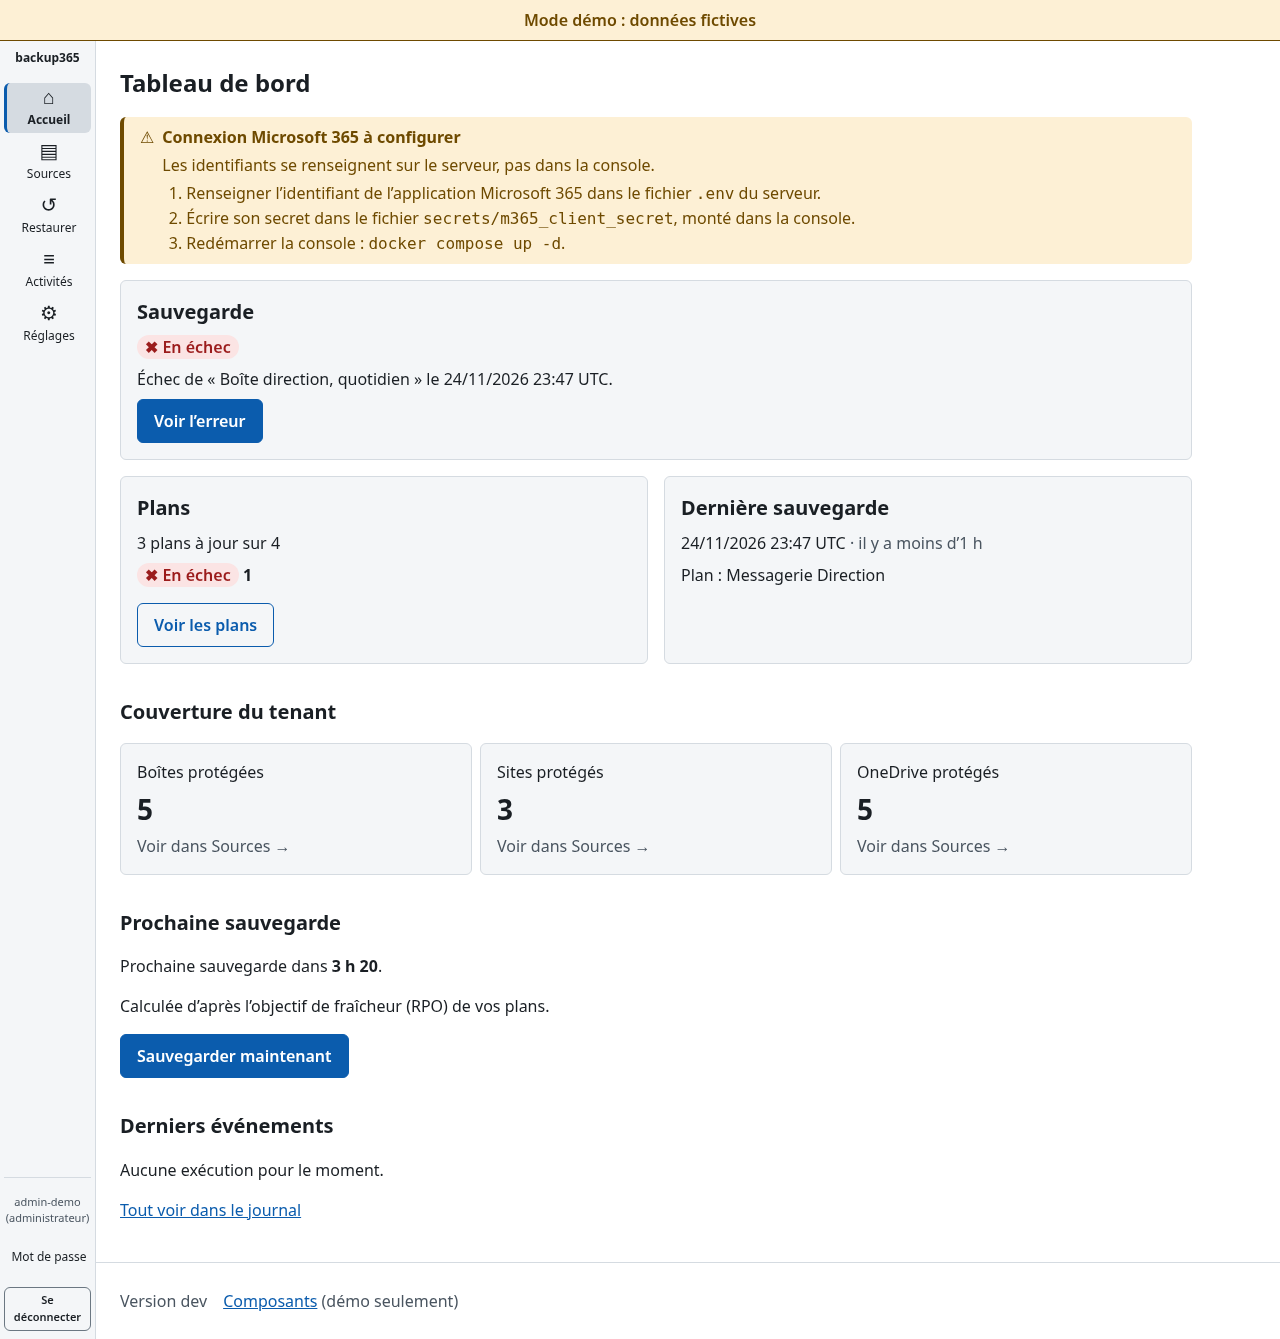 Mode démo : données fictives
backup365
Accueil
Sources
Restaurer
Activités
Réglages
admin-demo
(administrateur)
Mot de passe
Se
déconnecter
Tableau de bord
⚠ Connexion Microsoft 365 à configurer
Les identifiants se renseignent sur le serveur, pas dans la console.
1. Renseigner l’identifiant de l’application Microsoft 365 dans le fichier .env du serveur.
2. Écrire son secret dans le fichier secrets/m365_client_secret, monté dans la console.
3. Redémarrer la console : docker compose up -d.
Sauvegarde
✖ En échec
Échec de « Boîte direction, quotidien » le 24/11/2026 23:47 UTC.
Voir l’erreur
Plans
3 plans à jour sur 4
✖ En échec 1
Voir les plans
Dernière sauvegarde
24/11/2026 23:47 UTC · il y a moins d’1 h
Plan : Messagerie Direction
Couverture du tenant
Boîtes protégées
5
Voir dans Sources →
Sites protégés
3
Voir dans Sources →
OneDrive protégés
5
Voir dans Sources →
Prochaine sauvegarde
Prochaine sauvegarde dans 3 h 20.
Calculée d’après l’objectif de fraîcheur (RPO) de vos plans.
Sauvegarder maintenant
Derniers événements
Aucune exécution pour le moment.
Tout voir dans le journal
Version dev Composants (démo seulement)